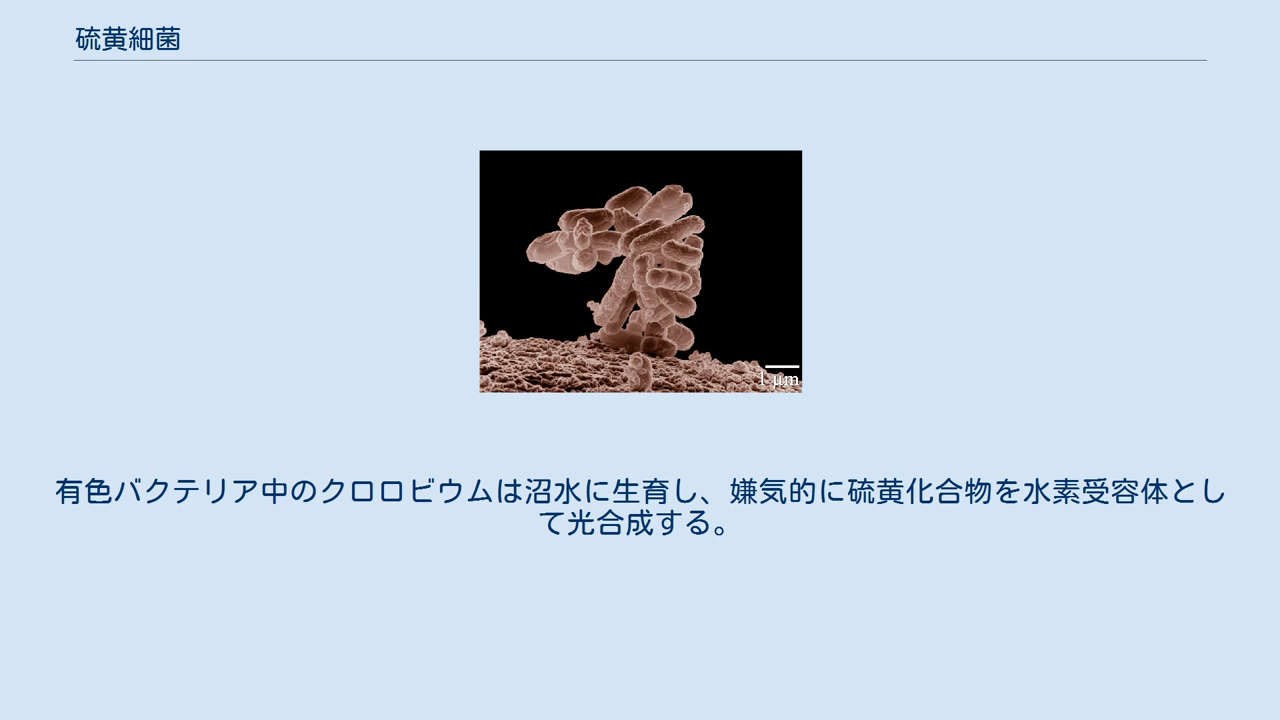 硫黄細菌
1 μm
有色バクテリア中のクロロビウムは沼水に生育し、嫌気的に硫黄化合物を水素受容体とし
て光合成する。